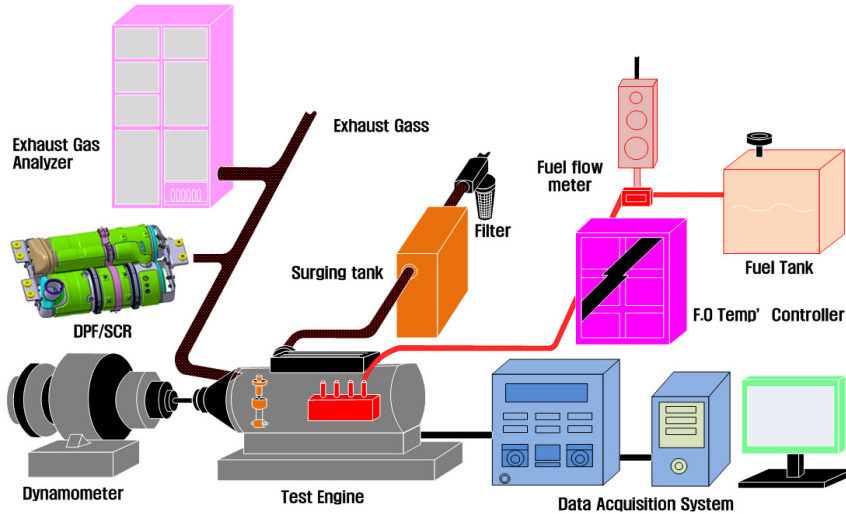 Exhaust Gass
Exhaust Gas
Analyzer
Fuel flow
meter
Filter
Surging tank
Fuel Tank
DPF/SCR
F.O Temp' Controller
Dynamometer
Test Engine
Data Acquisition System